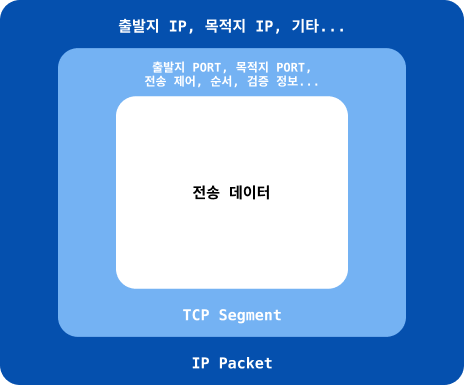 출발지 IP, 목적지 IP, 기타...
출발지 PORT, 목적지 PORT,
전송 제어, 순서, 검증 정보...
전송 데이터
TCP Segment
IP Packet